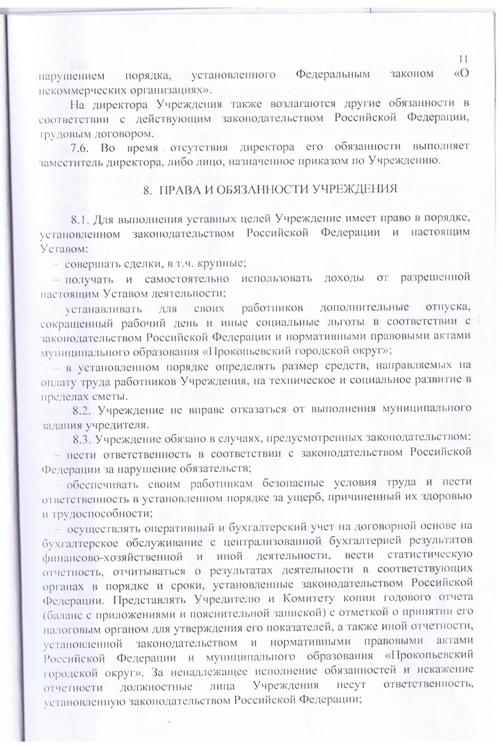 11
нарушением порядка, установленного Федеральным законом «О
некоммерческих организациях».
На директора Учреждения также возлагаются другие обязанности в
соответствии с действующим законодательством Российской Федерации,
трудовым договором.
7.6. Во время отсутствия директора его обязанности выполняет
заместитель директора, либо лицо, назначенное приказом по Учреждению.
8. ПРАВА И ОБЯЗАННОСТИ УЧРЕЖДЕНИЯ
8.1. Для выполнения уставных целей Учреждение имеет право в порядке,
установленном законодательством Российской Федерации и настоящим
Уставом:
– совершать сделки, в т.ч. крупные;
– получать и самостоятельно использовать доходы от разрешенной
настоящим Уставом деятельности;
– устанавливать для своих работников дополнительные отпуска,
сокращенный рабочий день и иные социальные льготы в соответствии с
законодательством Российской Федерации и нормативными правовыми актами
муниципального образования «Прокопьевский городской округ»;
– в установленном порядке определять размер средств, направляемых на
оплату труда работников Учреждения, на техническое и социальное развитие в
пределах сметы.
8.2. Учреждение не вправе отказаться от выполнения муниципального
задания учредителя.
8.3. Учреждение обязано в случаях, предусмотренных законодательством:
– нести ответственность в соответствии с законодательством Российской
Федерации за нарушение обязательств;
– обеспечивать своим работникам безопасные условия труда и нести
ответственность в установленном порядке за ущерб, причиненный их здоровью
и трудоспособности;
– осуществлять оперативный и бухгалтерский учет на договорной основе на
бухгалтерское обслуживание с централизованной бухгалтерией результатов
финансово-хозяйственной и иной деятельности, вести статистическую
отчетность, отчитываться о результатах деятельности в соответствующих
органах в порядке и сроки, установленные законодательством Российской
Федерации. Представлять Учредителю и Комитету копии годового отчета
(баланс с приложениями и пояснительной запиской) с отметкой о принятии его
налоговым органом для утверждения его показателей, а также иной отчетности,
установленной законодательством и нормативными правовыми актами
Российской Федерации и муниципального образования «Прокопьевский
городской округ». За ненадлежащее исполнение обязанностей и искажение
отчетности должностные лица Учреждения несут ответственность,
установленную законодательством Российской Федерации;